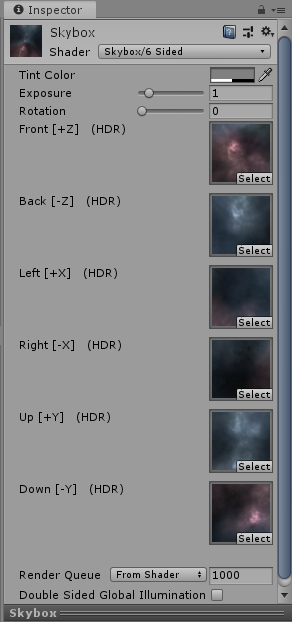 Inspector
Skybox
Shader Skybox/6 Sided
Tint Color
Exposure 1
Rotation 0
Front [+Z] (HDR)
Select
Back [-Z] (HDR)
Select
Left [+X] (HDR)
Select
Right [-X] (HDR)
Select
Up [+Y] (HDR)
Select
Down [-Y] (HDR)
Select
Render Queue From Shader 1000
Double Sided Global Illumination
Skybox